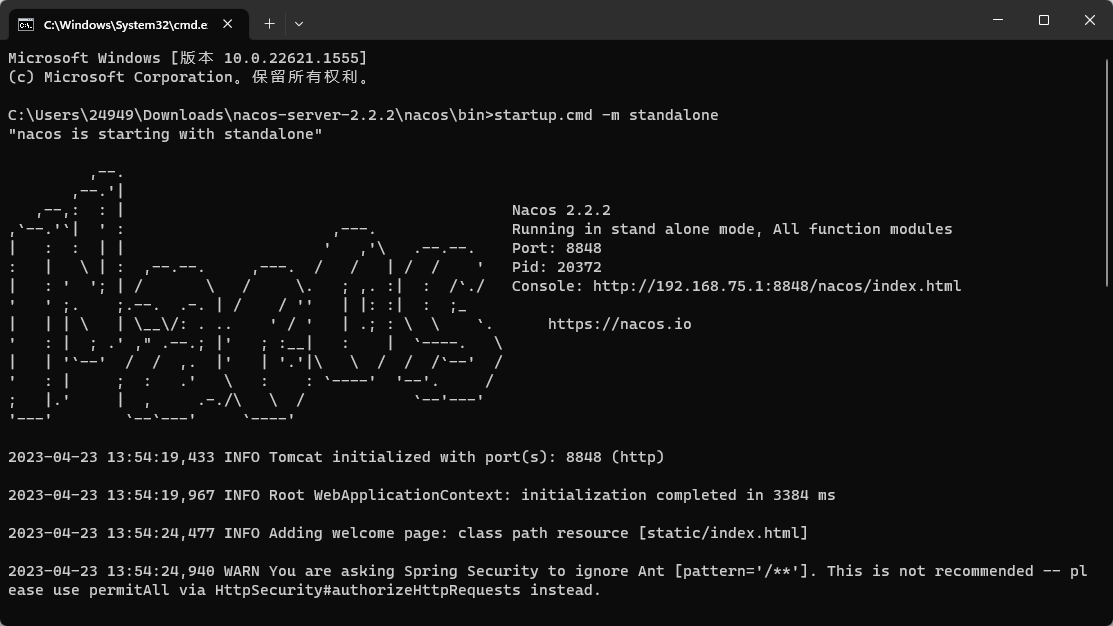 C:\Windows\System32\cmd.e
Microsoft Windows [版本 10.0.22621.1555]
(c) Microsoft Corporation。保留所有权利。
C:\Users\24949\Downloads\nacos-server-2.2.2\nacos\bin>startup.cmd -m standalone
"nacos is starting with standalone"
Nacos 2.2.2
Running in stand alone mode, All function modules
Port: 8848
Pid: 20372
Console: http://192.168.75.1:8848/nacos/index.html
https://nacos.io
2023-04-23 13:54:19,433 INFO Tomcat initialized with port(s): 8848 (http)
2023-04-23 13:54:19,967 INFO Root WebApplicationContext: initialization completed in 3384 ms
2023-04-23 13:54:24,477 INFO Adding welcome page: class path resource [static/index.html]
2023-04-23 13:54:24,940 WARN You are asking Spring Security to ignore Ant [pattern='/**']. This is not recommended -- pl
ease use permitAll via HttpSecurity#authorizeHttpRequests instead.